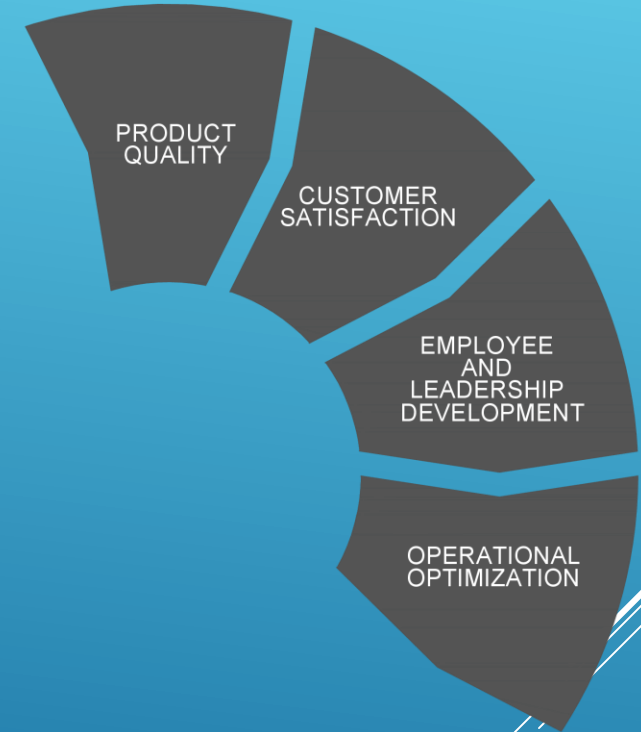 PRODUCT
QUALITY
CUSTOMER
SATISFACTION
EMPLOYEE
AND
LEADERSHIP
DEVELOPMENT
OPERATIONAL
OPTIMIZATION